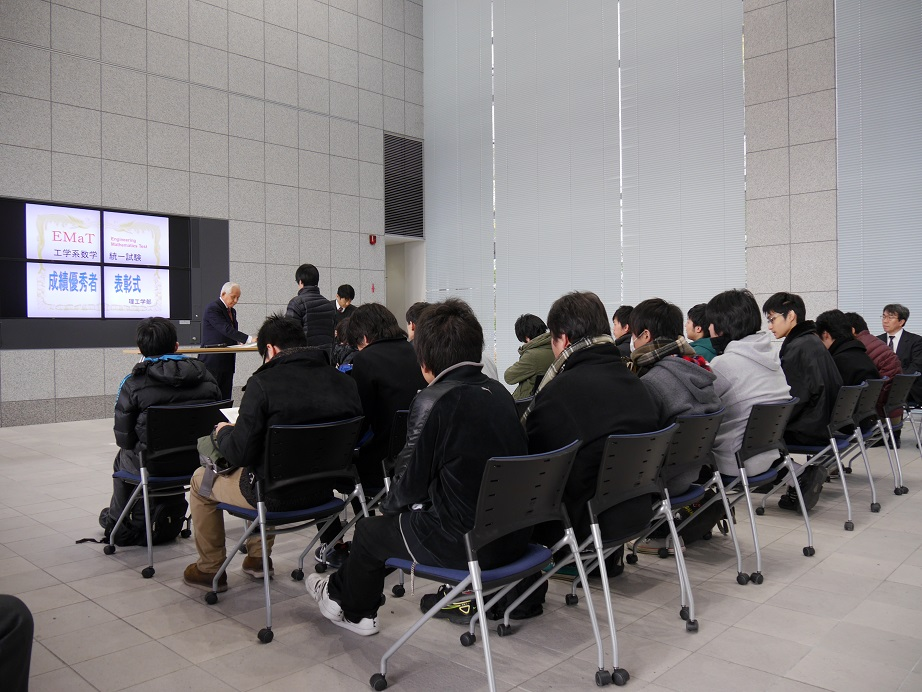 EMaT
Engineering
Mathematics Test
工学系数学
統一試験
成績優秀者
表彰式
理工学部